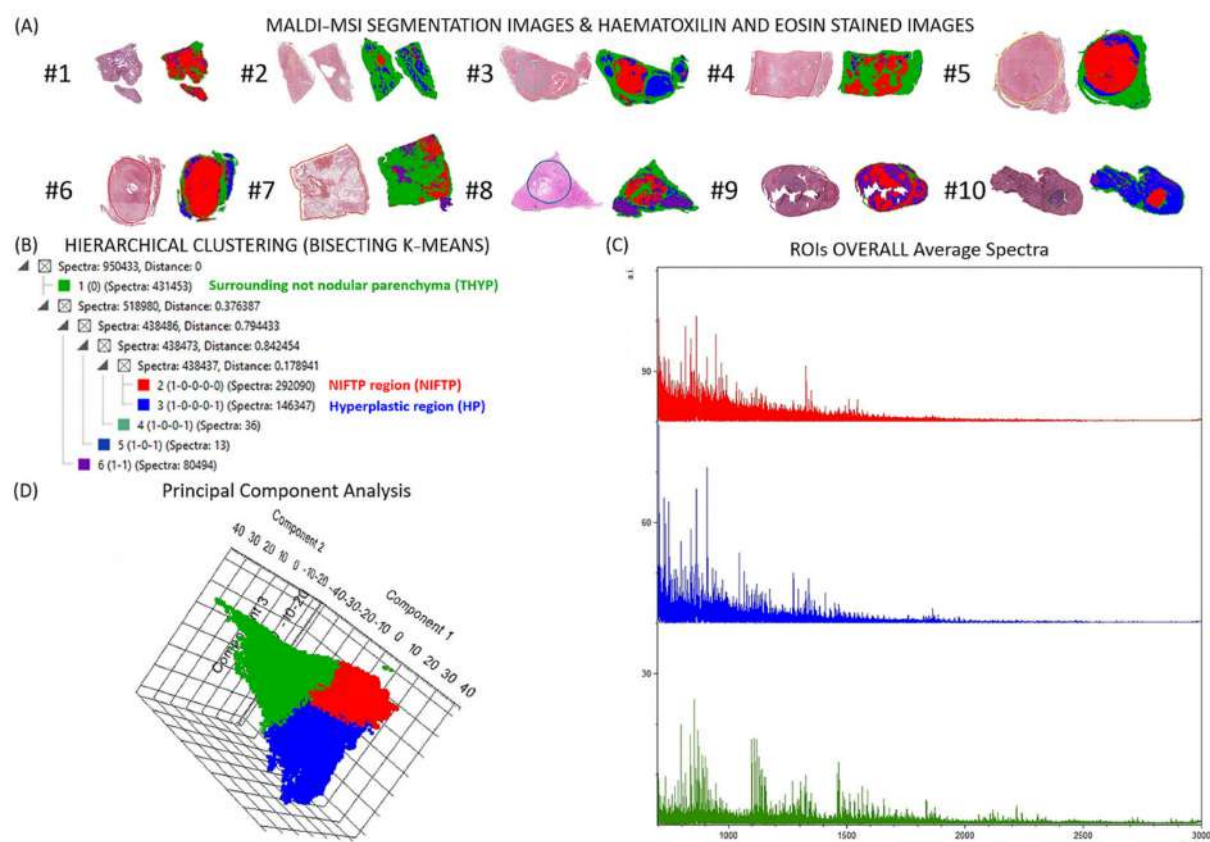 (A) MALDI-MSI SEGMENTATION IMAGES & HAEMATOXILIN AND EOSIN STAINED IMAGES
#1 #2 #3 #4 #5
#6 #7 #8 #9 #10
(B) HIERARCHICAL CLUSTERING (BISECTING K-MEANS)
Spectra: 950433, Distance: 0
1 (0) (Spectra: 431453) Surrounding not nodular parenchyma (THYP)
Spectra: 518980, Distance: 0.376387
Spectra: 438486, Distance: 0.794433
Spectra: 438473, Distance: 0.842454
Spectra: 438437, Distance: 0.178941
2 (1-0-0-0-0) (Spectra: 292090) NIFTP region (NIFTP)
3 (1-0-0-0-1) (Spectra: 146347) Hyperplastic region (HP)
4 (1-0-0-1) (Spectra: 36)
5 (1-0-1) (Spectra: 13)
6 (1-1) (Spectra: 80494)
(C) ROIs OVERALL Average Spectra
a.i.
90
60
30
1000 1500 2000 2500 3000
(D) Principal Component Analysis
Component 2
40 30 20 10 0 -10-20-30-40
Component 1
-40-30-20-10 0 10 20 30 40
-10-20